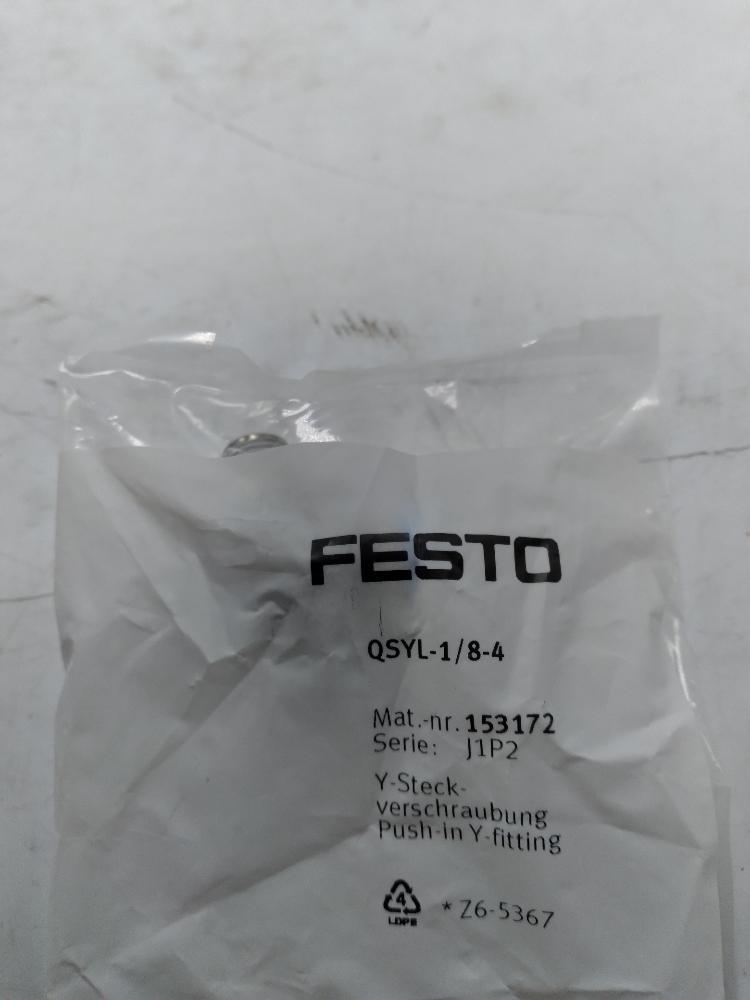 FESTO
QSYL-1/8-4
Mat.-nr. 153172
Serie: J1P2
Y-Steck-
verschraubung
Push-in Y-fitting
4
LDPE
* Z6-5367